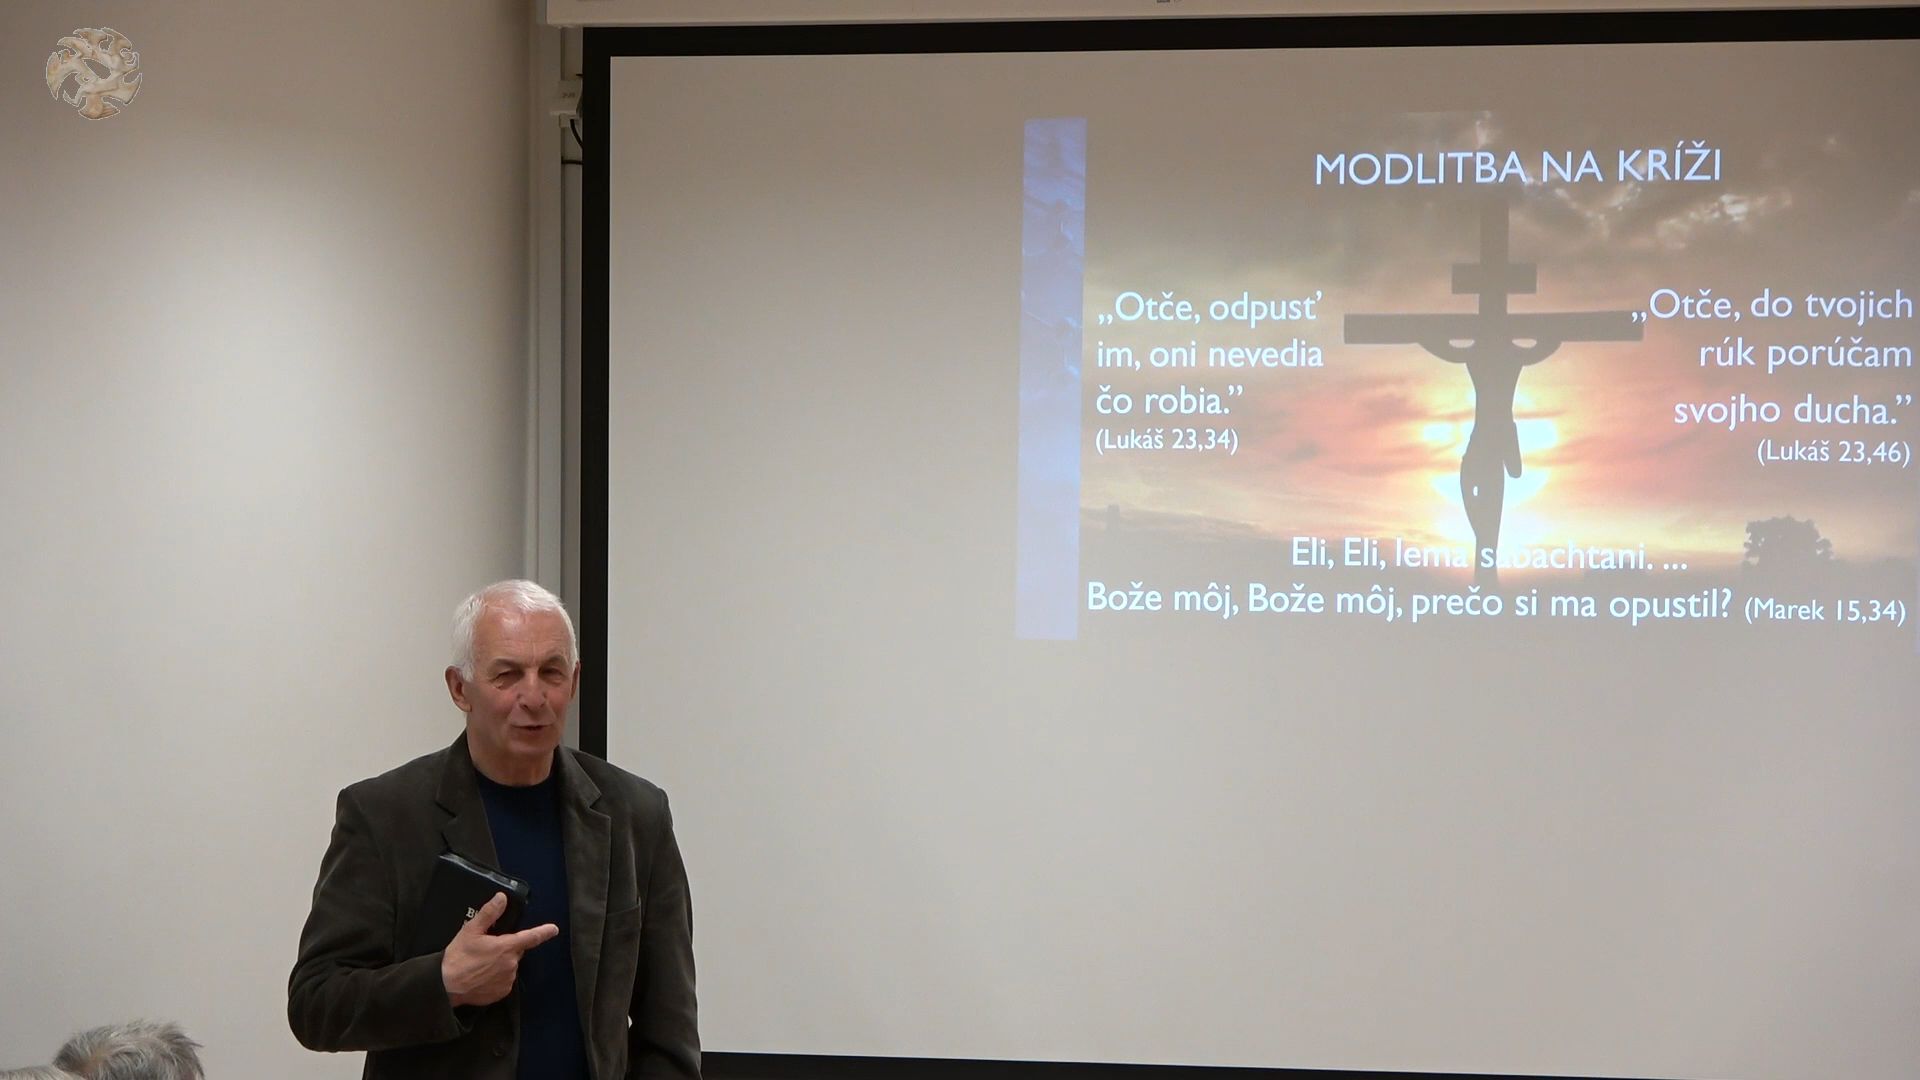 MODLITBA NA KRÍŽI
„Otče, odpusť
im, oni nevedia
čo robia.”
(Lukáš 23,34)
„Otče, do tvojich
rúk porúčam
svojho ducha.”
(Lukáš 23,46)
Eli, Eli, lema sabachtani. ...
Bože môj, Bože môj, prečo si ma opustil? (Marek 15,34)